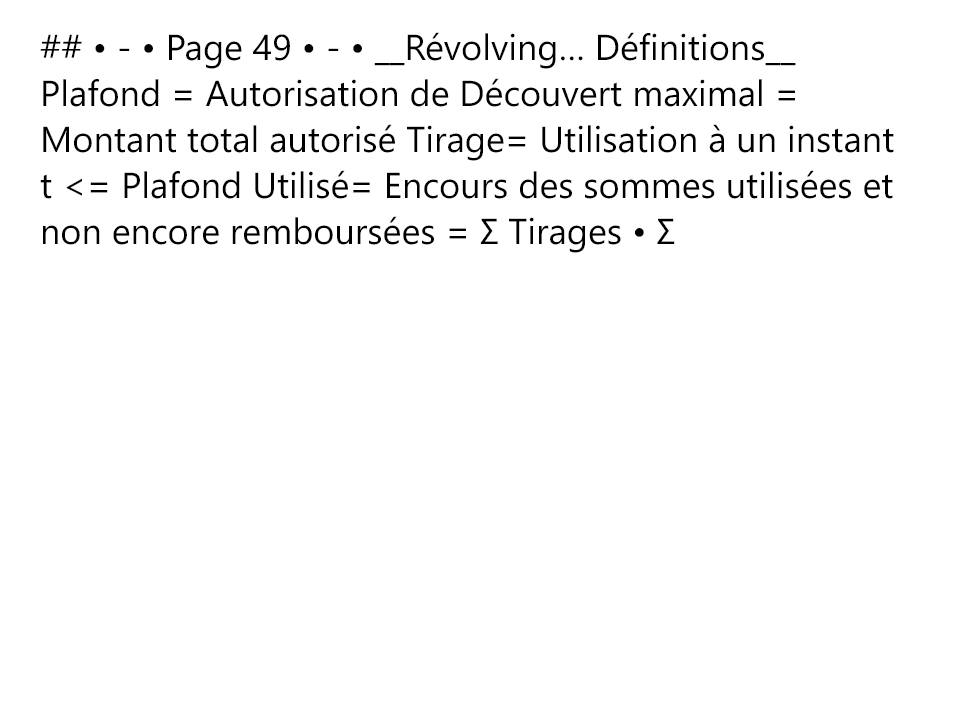 ## • - • Page 49 • - • __Révolving... Définitions__
Plafond = Autorisation de Découvert maximal =
Montant total autorisé Tirage= Utilisation à un instant
t <= Plafond Utilisé= Encours des sommes utilisées et
non encore remboursées = Σ Tirages • Σ